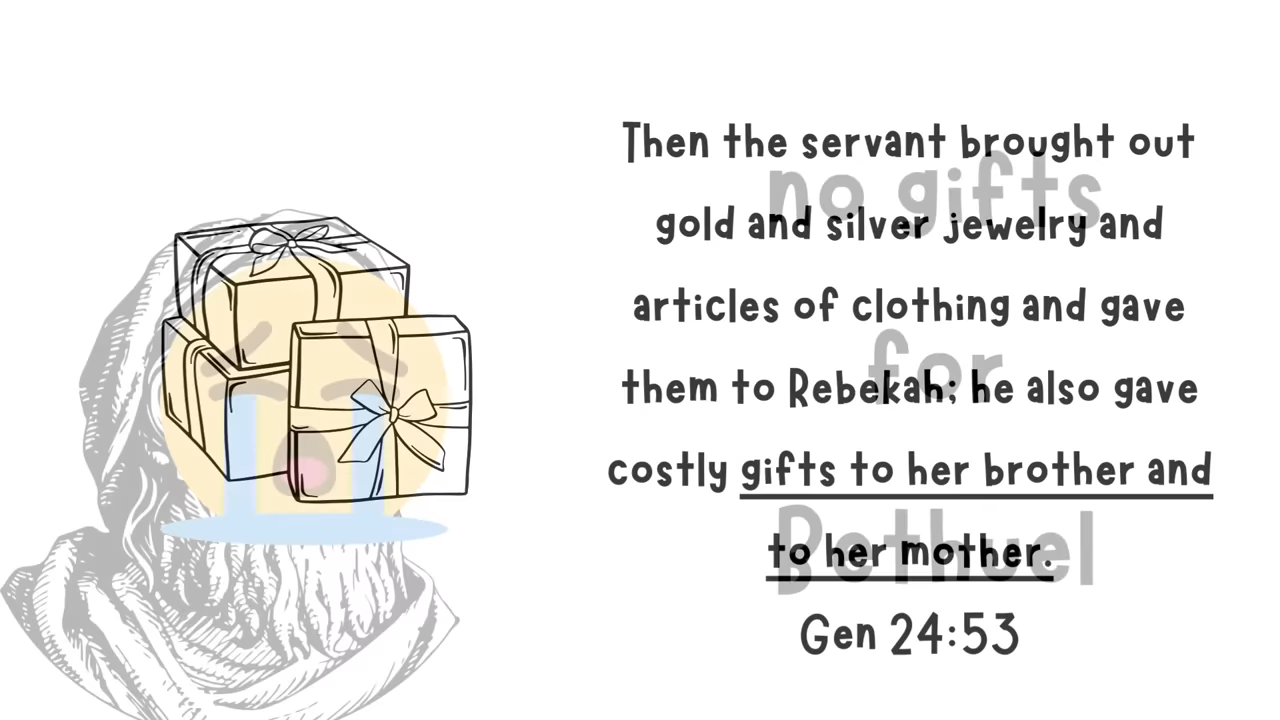 Then the servant brought out
no gifts
gold and silver jewelry and
articles of clothing and gave
for
them to Rebekah; he also gave
costly gifts to her brother and
Bethuel
to her mother.
Gen 24:53